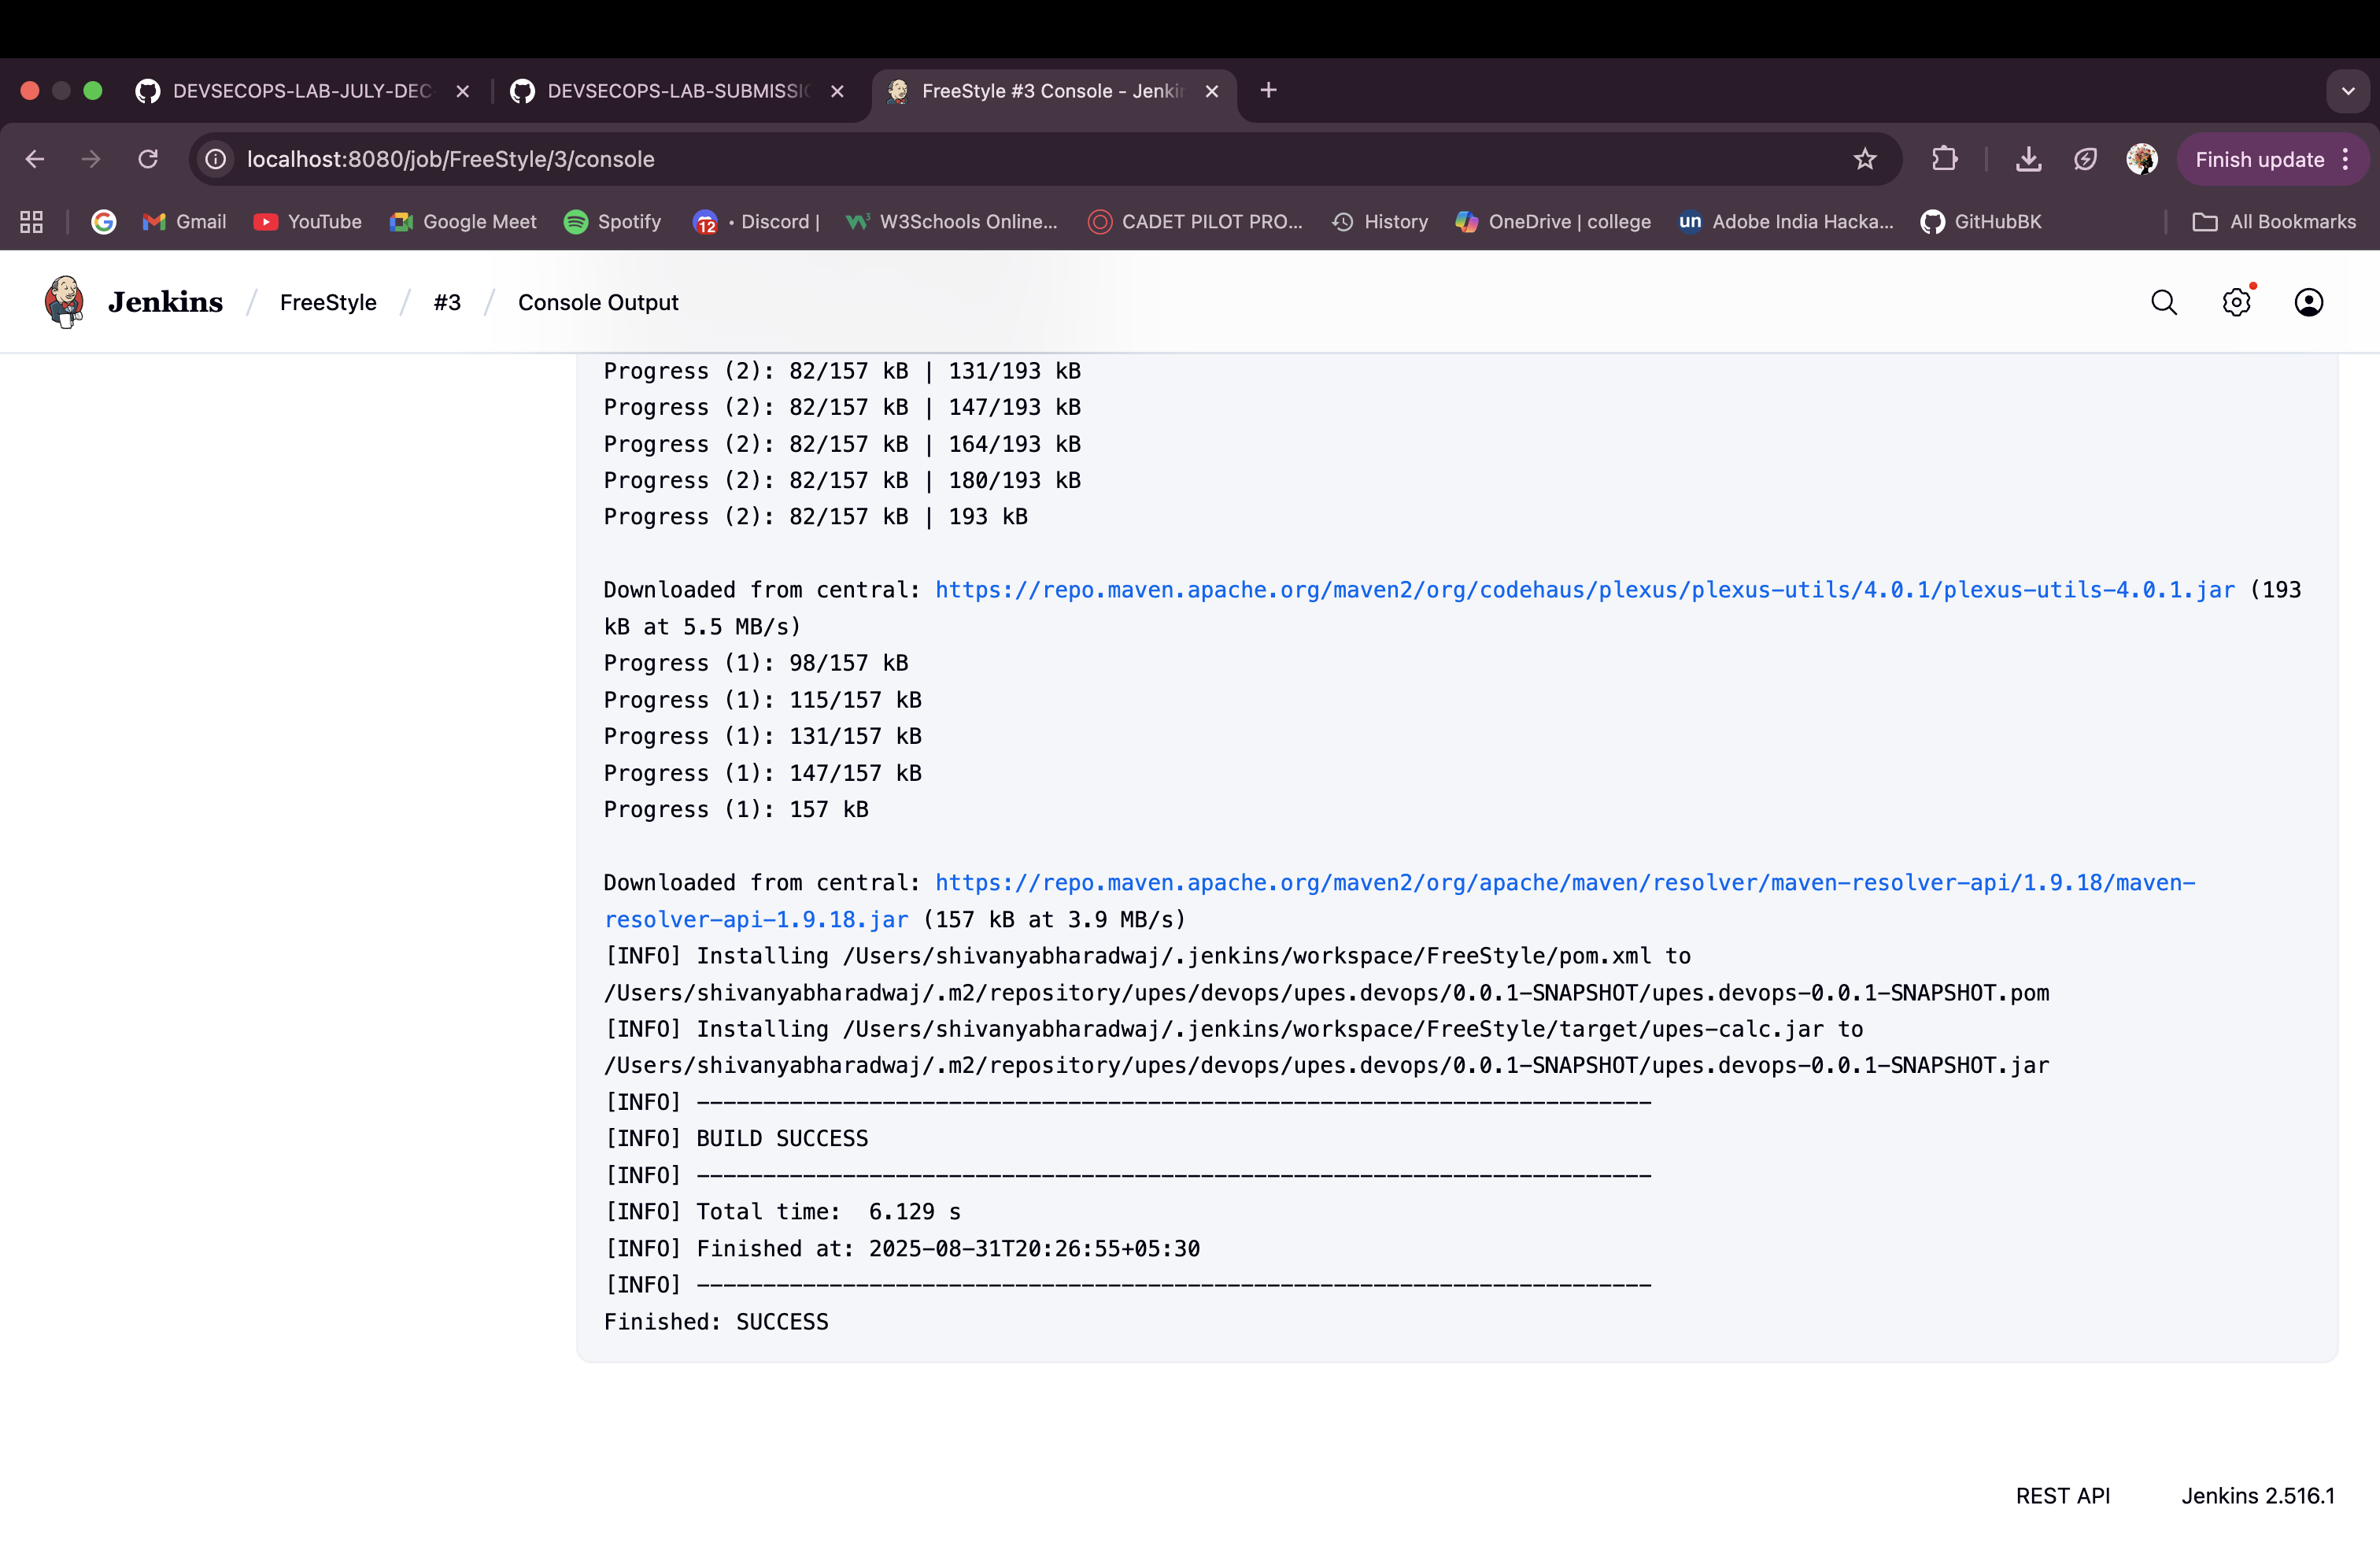 DEVSECOPS-LAB-JULY-DEC
DEVSECOPS-LAB-SUBMISSIO
FreeStyle #3 Console - Jenkin
localhost:8080/job/FreeStyle/3/console
Finish update
Gmail
YouTube
Google Meet
Spotify
12
• Discord |
W3Schools Online...
CADET PILOT PRO...
History
OneDrive | college
un
Adobe India Hacka...
GitHubBK
All Bookmarks
Jenkins / FreeStyle / #3 / Console Output
Progress (2): 82/157 kB | 131/193 kB
Progress (2): 82/157 kB | 147/193 kB
Progress (2): 82/157 kB | 164/193 kB
Progress (2): 82/157 kB | 180/193 kB
Progress (2): 82/157 kB | 193 kB
Downloaded from central: https://repo.maven.apache.org/maven2/org/codehaus/plexus/plexus-utils/4.0.1/plexus-utils-4.0.1.jar (193
kB at 5.5 MB/s)
Progress (1): 98/157 kB
Progress (1): 115/157 kB
Progress (1): 131/157 kB
Progress (1): 147/157 kB
Progress (1): 157 kB
Downloaded from central: https://repo.maven.apache.org/maven2/org/apache/maven/resolver/maven-resolver-api/1.9.18/maven-
resolver-api-1.9.18.jar (157 kB at 3.9 MB/s)
[INFO] Installing /Users/shivanyabharadwaj/.jenkins/workspace/FreeStyle/pom.xml to
/Users/shivanyabharadwaj/.m2/repository/upes/devops/upes.devops/0.0.1-SNAPSHOT/upes.devops-0.0.1-SNAPSHOT.pom
[INFO] Installing /Users/shivanyabharadwaj/.jenkins/workspace/FreeStyle/target/upes-calc.jar to
/Users/shivanyabharadwaj/.m2/repository/upes/devops/upes.devops/0.0.1-SNAPSHOT/upes.devops-0.0.1-SNAPSHOT.jar
[INFO] ------------------------------------------------------------------------
[INFO] BUILD SUCCESS
[INFO] ------------------------------------------------------------------------
[INFO] Total time:  6.129 s
[INFO] Finished at: 2025-08-31T20:26:55+05:30
[INFO] ------------------------------------------------------------------------
Finished: SUCCESS
REST API
Jenkins 2.516.1